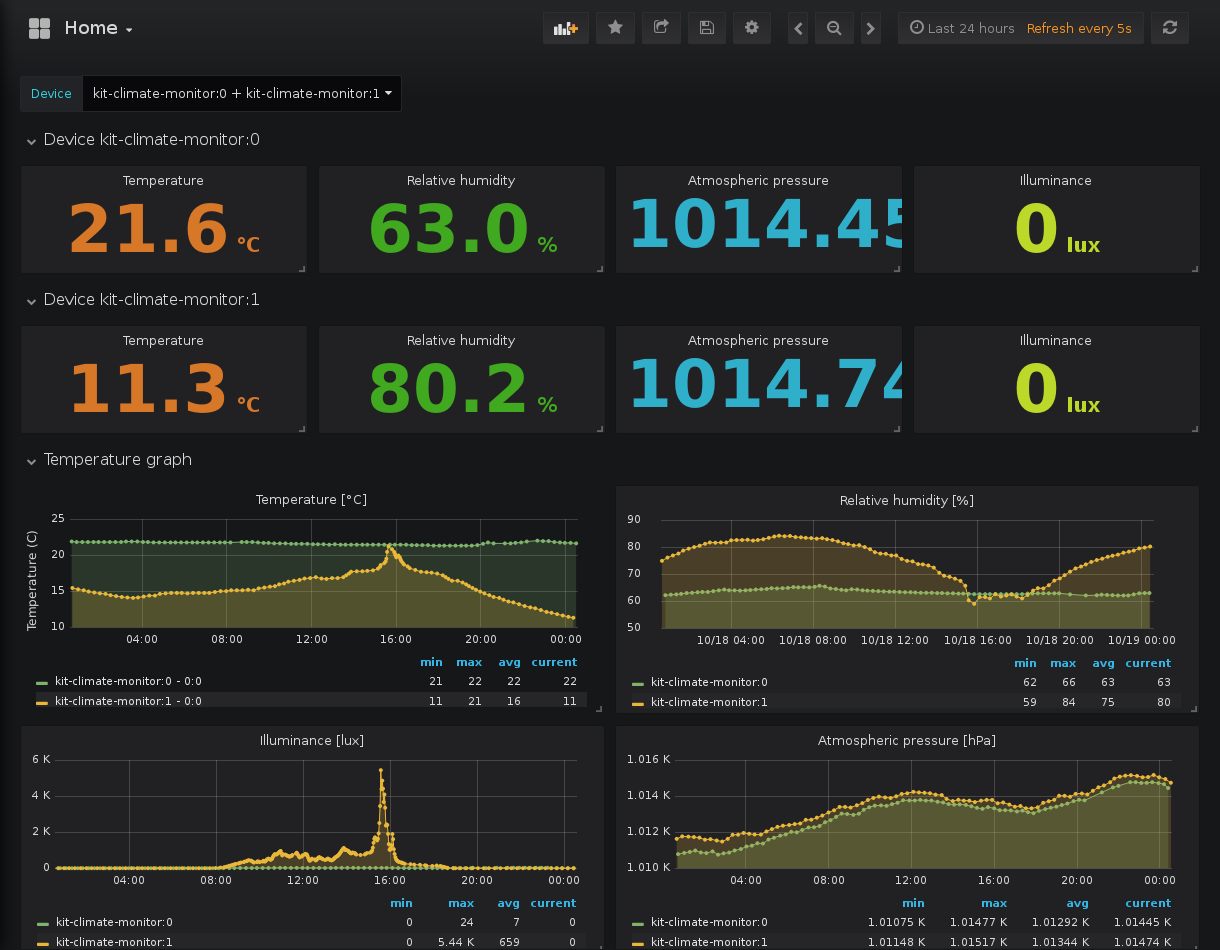 Home
Last 24 hours Refresh every 5s
Device kit-climate-monitor:0 + kit-climate-monitor:1
Device kit-climate-monitor:0
Temperature Relative humidity Atmospheric pressure Illuminance
21.6 °C 63.0 % 1014.45 0 lux
Device kit-climate-monitor:1
Temperature Relative humidity Atmospheric pressure Illuminance
11.3 °C 80.2 % 1014.74 0 lux
Temperature graph
Temperature [°C]
Temperature (C)
25
20
15
10
04:00 08:00 12:00 16:00 20:00 00:00
min max avg current
kit-climate-monitor:0 - 0:0 21 22 22 22
kit-climate-monitor:1 - 0:0 11 21 16 11
Relative humidity [%]
90
80
70
60
50
10/18 04:00 10/18 08:00 10/18 12:00 10/18 16:00 10/18 20:00 10/19 00:00
min max avg current
kit-climate-monitor:0 62 66 63 63
kit-climate-monitor:1 59 84 75 80
Illuminance [lux]
6 K
4 K
2 K
0
04:00 08:00 12:00 16:00 20:00 00:00
min max avg current
kit-climate-monitor:0 0 24 7 0
kit-climate-monitor:1 0 5.44 K 659 0
Atmospheric pressure [hPa]
1.016 K
1.014 K
1.012 K
1.010 K
04:00 08:00 12:00 16:00 20:00 00:00
min max avg current
kit-climate-monitor:0 1.01075 K 1.01477 K 1.01292 K 1.01445 K
kit-climate-monitor:1 1.01148 K 1.01517 K 1.01344 K 1.01474 K